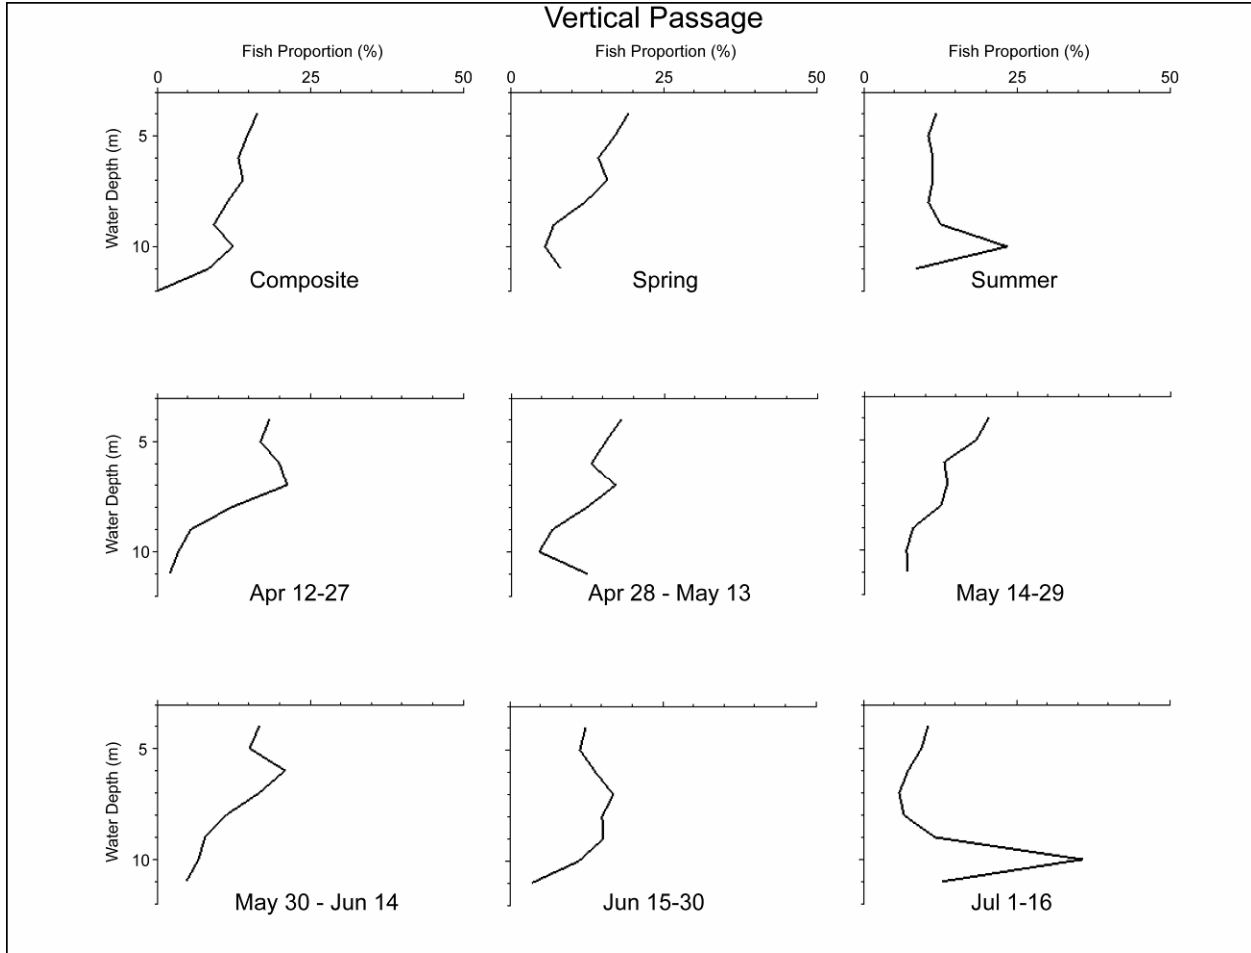 Vertical Passage
Fish Proportion (%) Fish Proportion (%) Fish Proportion (%)
0 25 50 0 25 50 0 25 50
Water Depth (m)
5
10
Composite Spring Summer
Water Depth (m)
5
10
Apr 12-27 Apr 28 - May 13 May 14-29
Water Depth (m)
5
10
May 30 - Jun 14 Jun 15-30 Jul 1-16